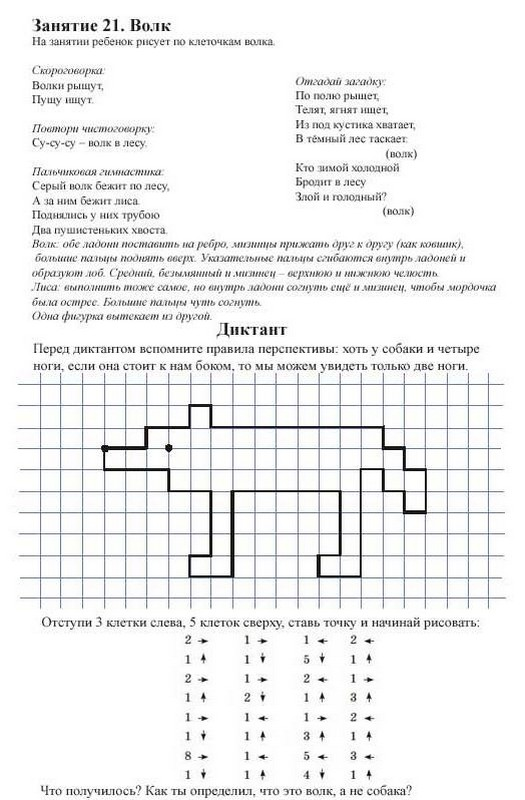 Занятие 21. Волк
На занятии ребенок рисует по клеточкам волка.
Скороговорка:
Волки рыщут,
Пущу ищут.
Повтори чистоговорку:
Су-су-су – волк в лесу.
Пальчиковая гимнастика:
Серый волк бежит по лесу,
А за ним бежит лиса.
Поднялись у них трубою
Два пушистеньких хвоста.
Отгадай загадку:
По полю рыщет,
Телят, ягнят ищет,
Из под кустика хватает,
В тёмный лес таскает.
(волк)
Кто зимой холодной
Бродит в лесу
Злой и голодный?
(волк)
Волк: обе ладони поставить на ребро, мизинцы прижать друг к другу (как ковшик),
большие пальцы поднять вверх. Указательные пальцы сгибаются внутрь ладоней и
образуют лоб. Средний, безымянный и мизинец – верхнюю и нижнюю челюсть.
Лиса: выполнить тоже самое, но внутрь ладони согнуть ещё и мизинец, чтобы мордочка
была острее. Большие пальцы чуть согнуть.
Одна фигурка вытекает из другой.
Диктант
Перед диктантом вспомните правила перспективы: хоть у собаки и четыре
ноги, если она стоит к нам боком, то мы можем увидеть только две ноги.
Отступи 3 клетки слева, 5 клеток сверху, ставь точку и начинай рисовать:
2 → 1 → 1 ← 2 ←
1 ↑ 1 ↓ 5 ↓ 1 ↑
2 → 1 → 2 ← 1 →
1 ↑ 2 ↓ 1 ↑ 3 ↑
1 → 1 ← 1 → 2 ←
1 ↓ 1 ↑ 3 ↑ 1 ↑
8 → 1 ← 5 ← 3 ←
1 ↓ 1 ↑ 4 ↓ 1 ↑
Что получилось? Как ты определил, что это волк, а не собака?